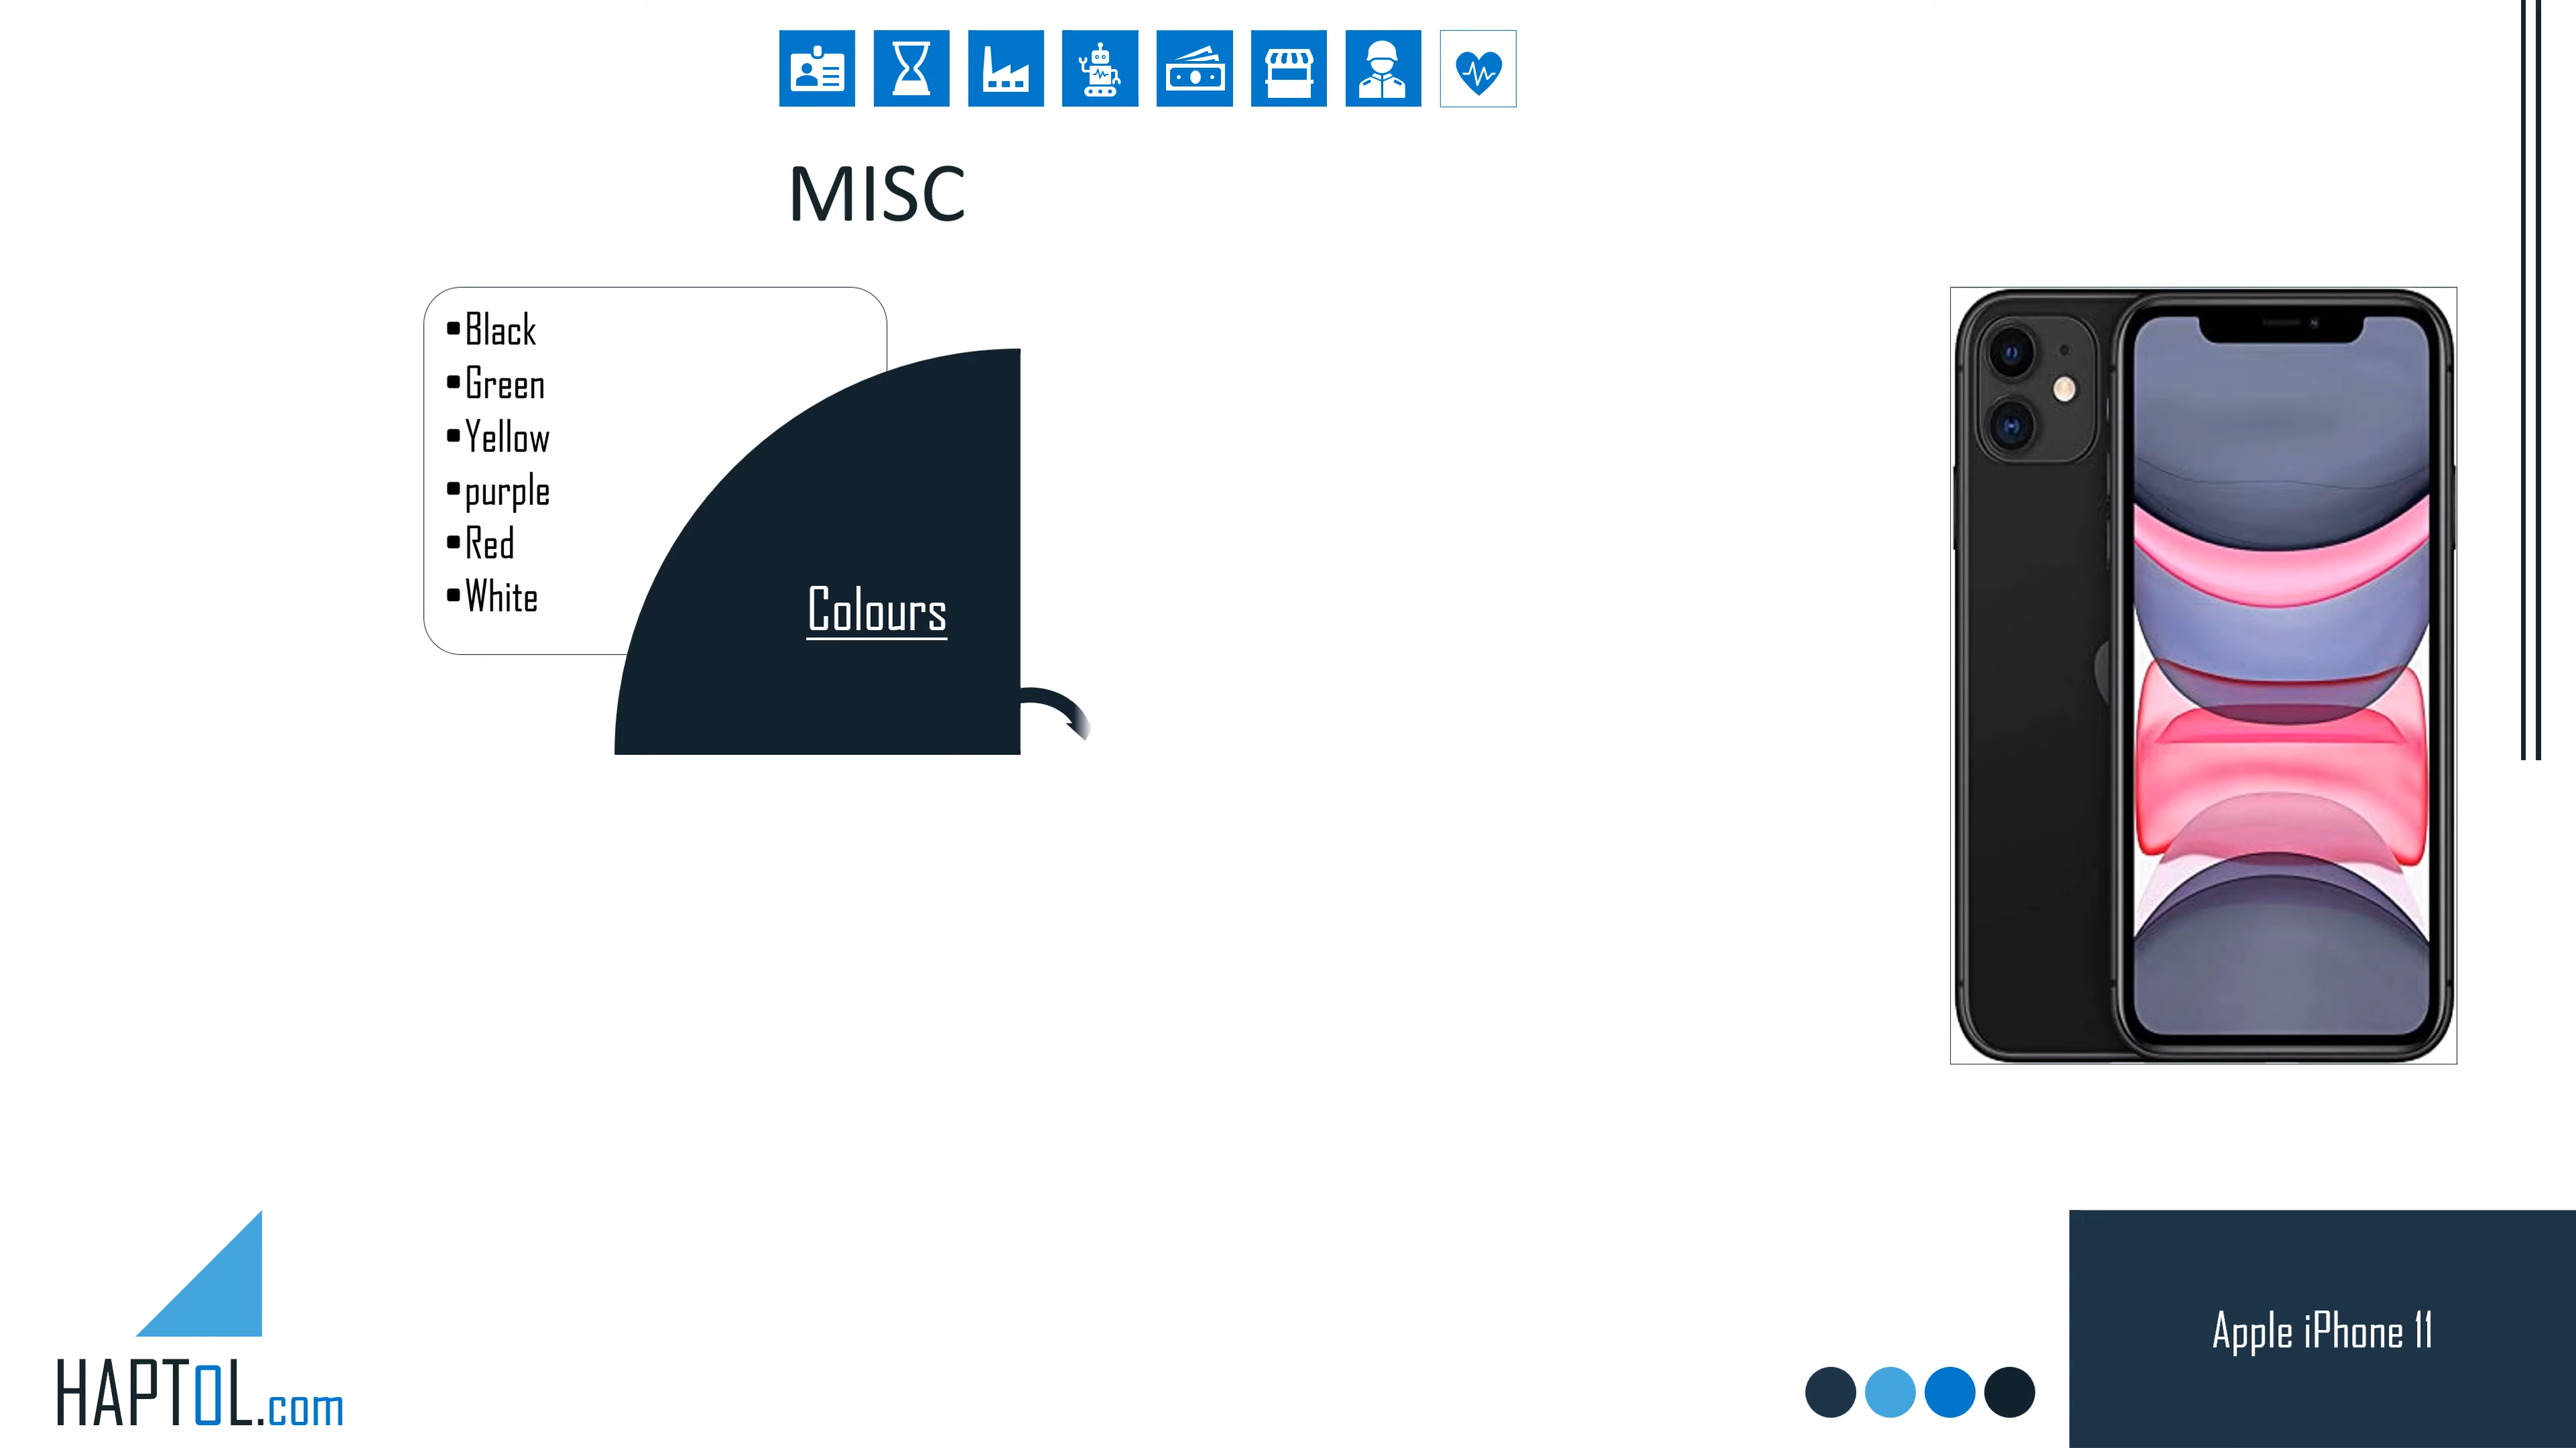 MISC
Black
Green
Yellow
purple
Red
White
Colours
Apple iPhone 11
HAPTOL.com